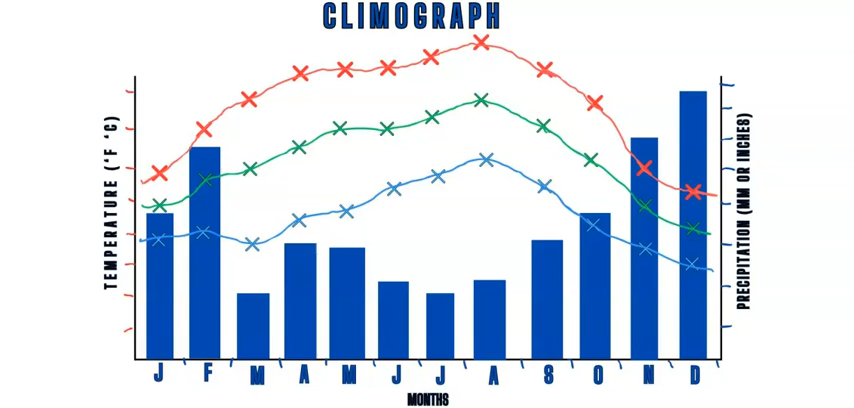 CLIMOGRAPH
TEMPERATURE (°F °C)
PRECIPITATION (MM OR INCHES)
J F M A M J J A S O N D
MONTHS